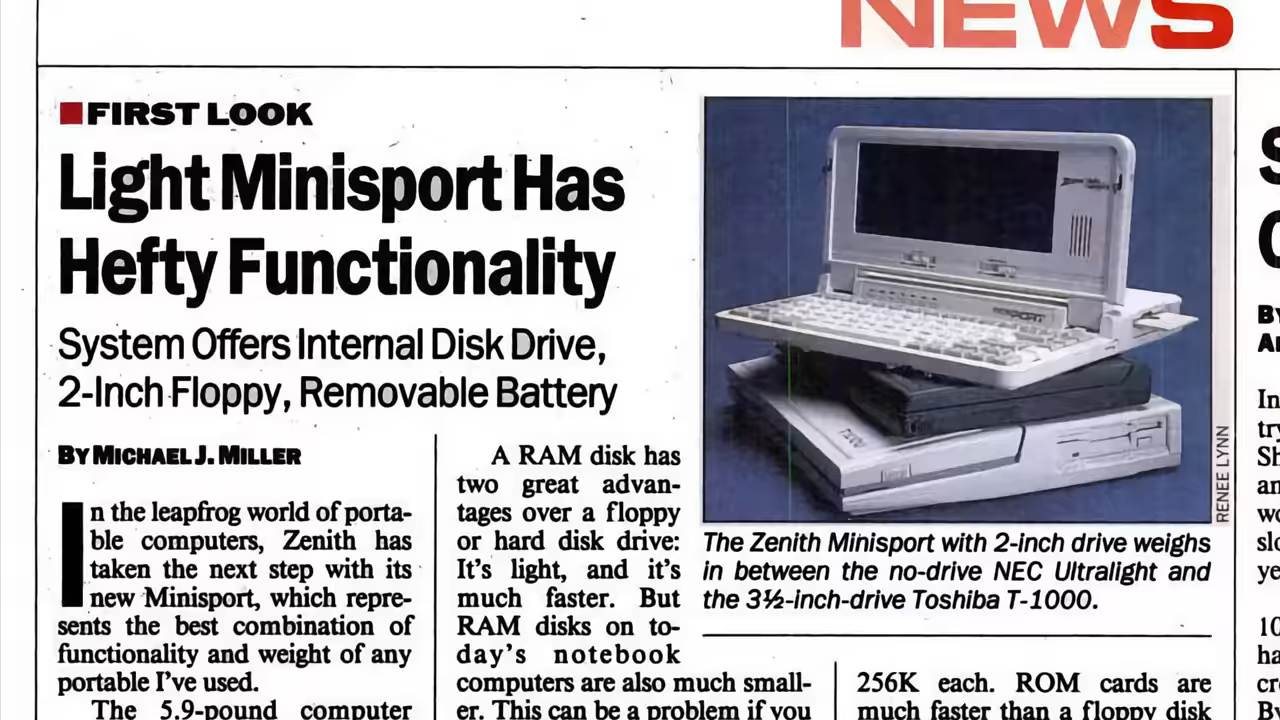 NEWS
FIRST LOOK
Light Minisport Has
Hefty Functionality
System Offers Internal Disk Drive,
2-Inch Floppy, Removable Battery
BY MICHAEL J. MILLER
In the leapfrog world of porta-
ble computers, Zenith has
taken the next step with its
new Minisport, which repre-
sents the best combination of
functionality and weight of any
portable I've used.
The 5.9-pound computer
A RAM disk has
two great advan-
tages over a floppy
or hard disk drive:
It's light, and it's
much faster. But
RAM disks on to-
day's notebook
computers are also much small-
er. This can be a problem if you
RENEE LYNN
The Zenith Minisport with 2-inch drive weighs
in between the no-drive NEC Ultralight and
the 3½-inch-drive Toshiba T-1000.
256K each. ROM cards are
much faster than a floppy disk
In